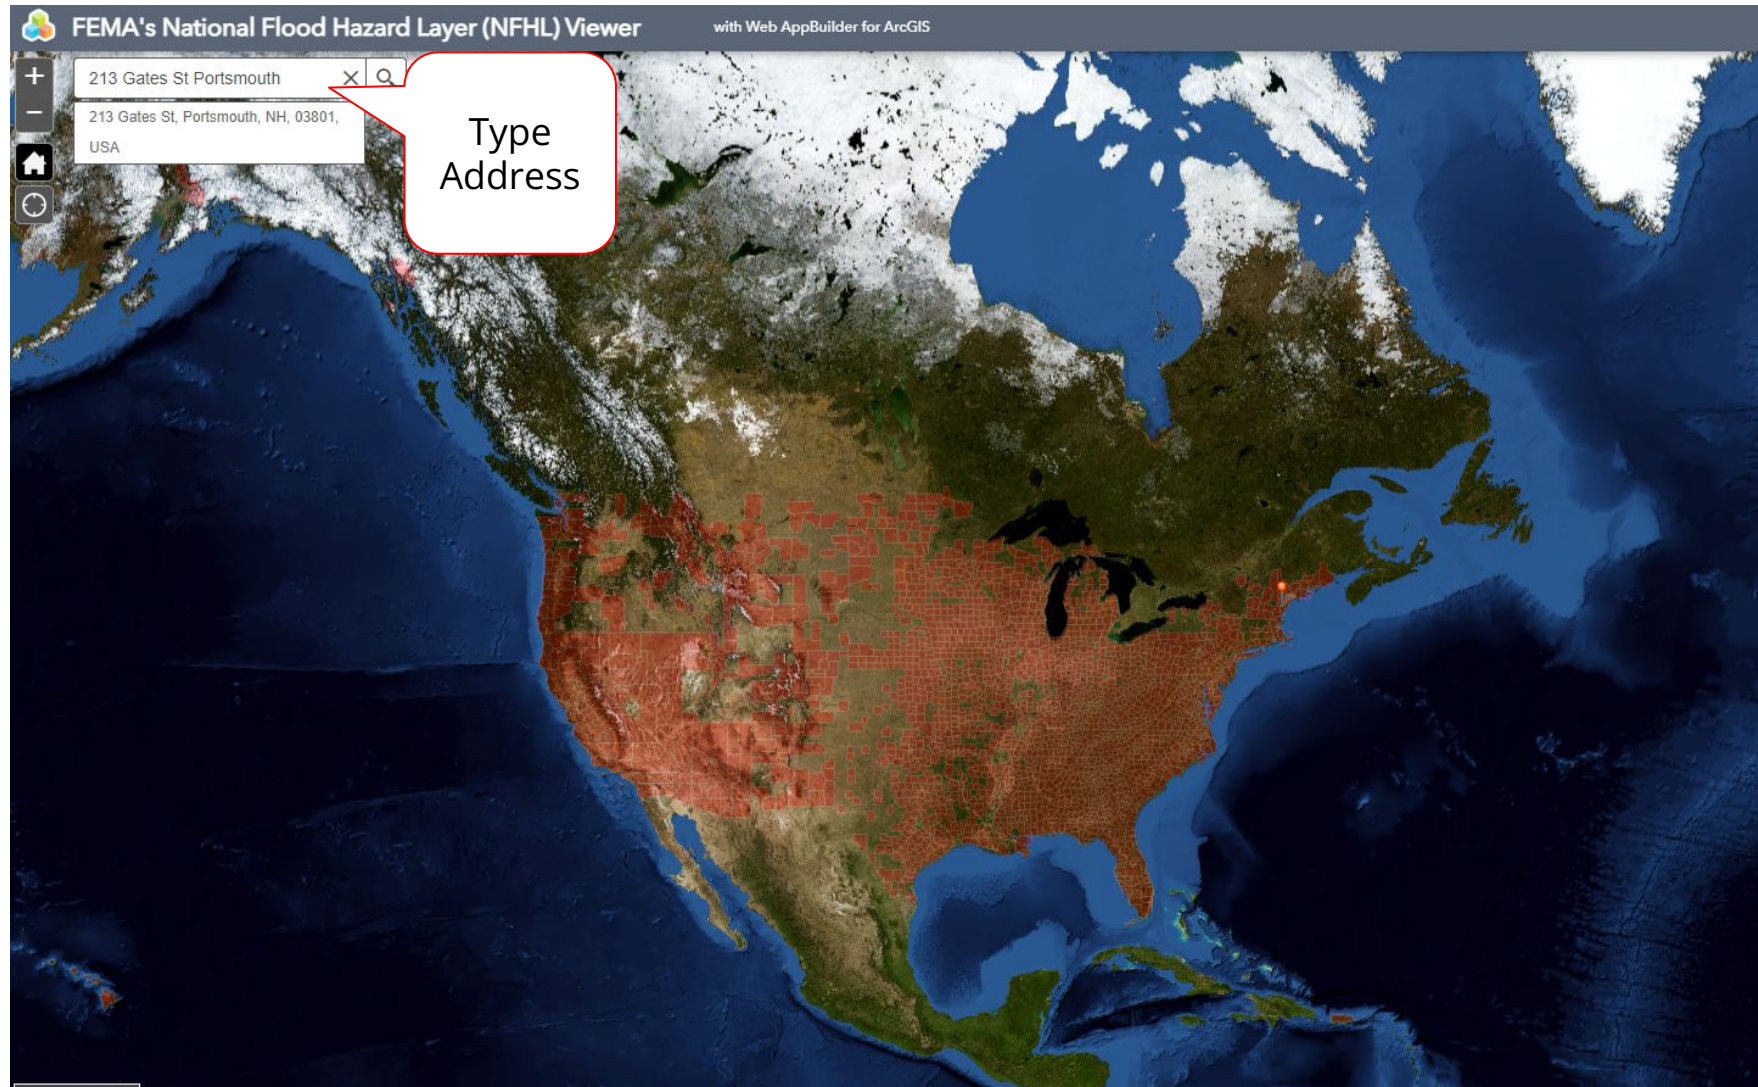 FEMA's National Flood Hazard Layer (NFHL) Viewer
with Web AppBuilder for ArcGIS
213 Gates St Portsmouth
213 Gates St, Portsmouth, NH, 03801,
USA
Type
Address